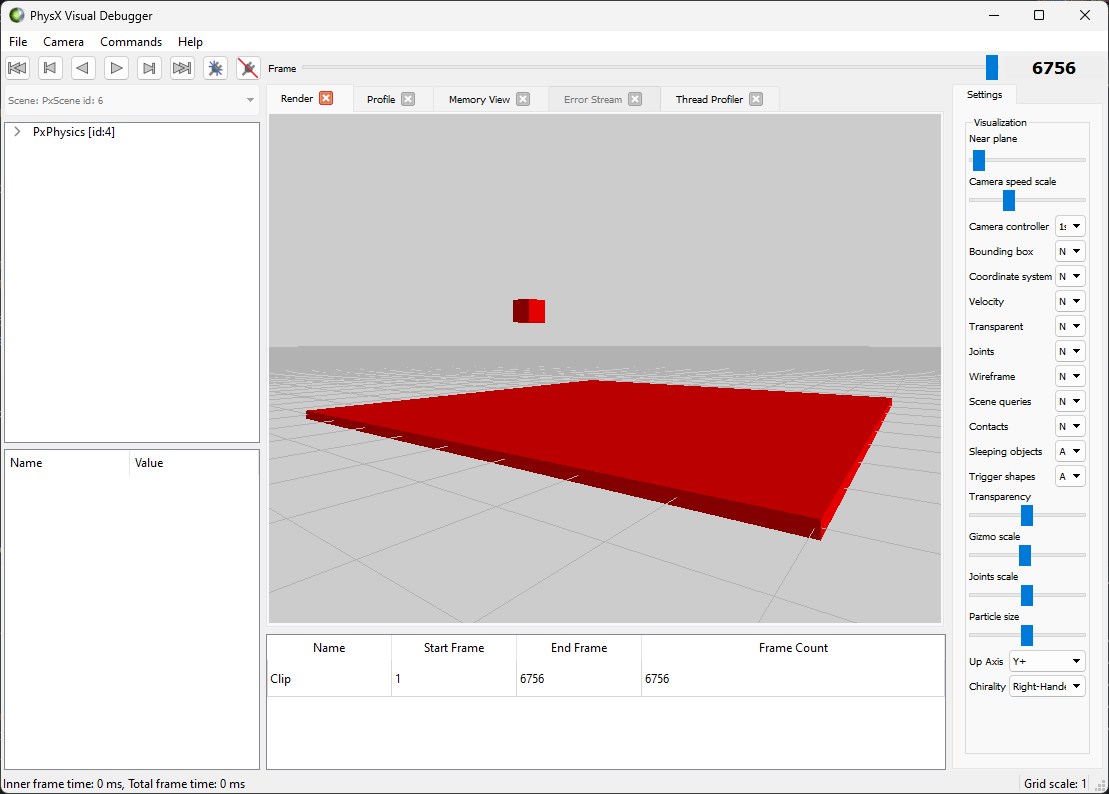 PhysX Visual Debugger
File Camera Commands Help
Frame 6756
Scene: PxScene id: 6
Render Profile Memory View Error Stream Thread Profiler
Settings
PxPhysics [id:4]
Visualization
Near plane
Camera speed scale
Camera controller 1s
Bounding box N
Coordinate system N
Velocity N
Transparent N
Joints N
Wireframe N
Scene queries N
Contacts N
Sleeping objects A
Trigger shapes A
Transparency
Gizmo scale
Joints scale
Particle size
Up Axis Y+
Chirality Right-Hande
Name Value
Name Start Frame End Frame Frame Count
Clip 1 6756 6756
Inner frame time: 0 ms, Total frame time: 0 ms
Grid scale: 1